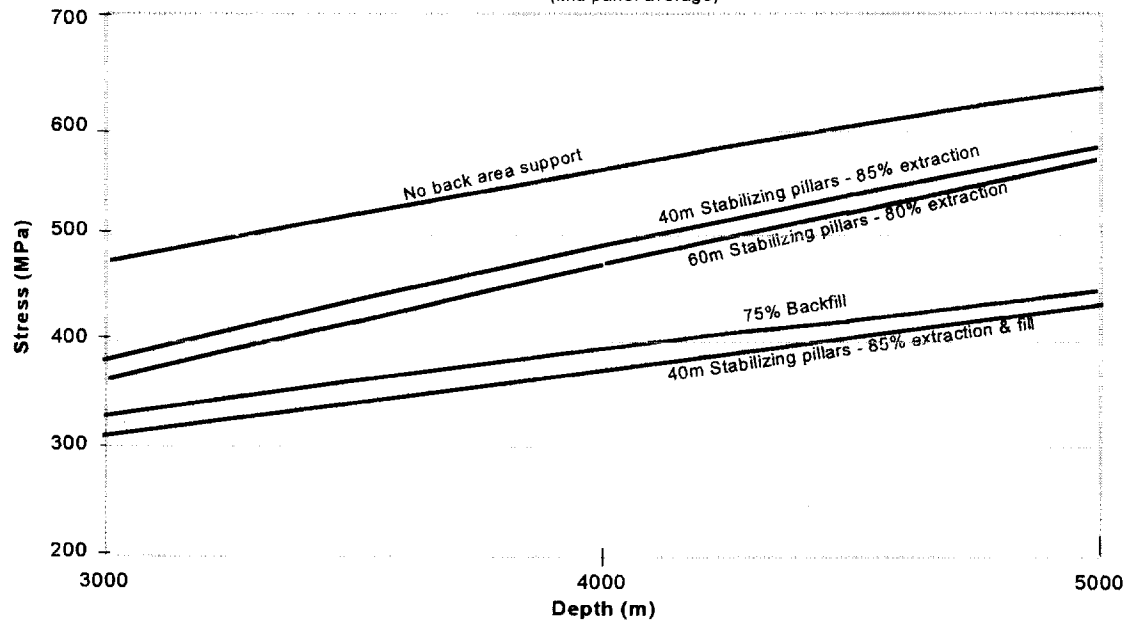 700
600
500
400
300
200
Stress (MPa)
No back area support
40m Stabilizing pillars - 85% extraction
60m Stabilizing pillars - 80% extraction
75% Backfill
40m Stabilizing pillars - 85% extraction & fill
3000
4000
5000
Depth (m)